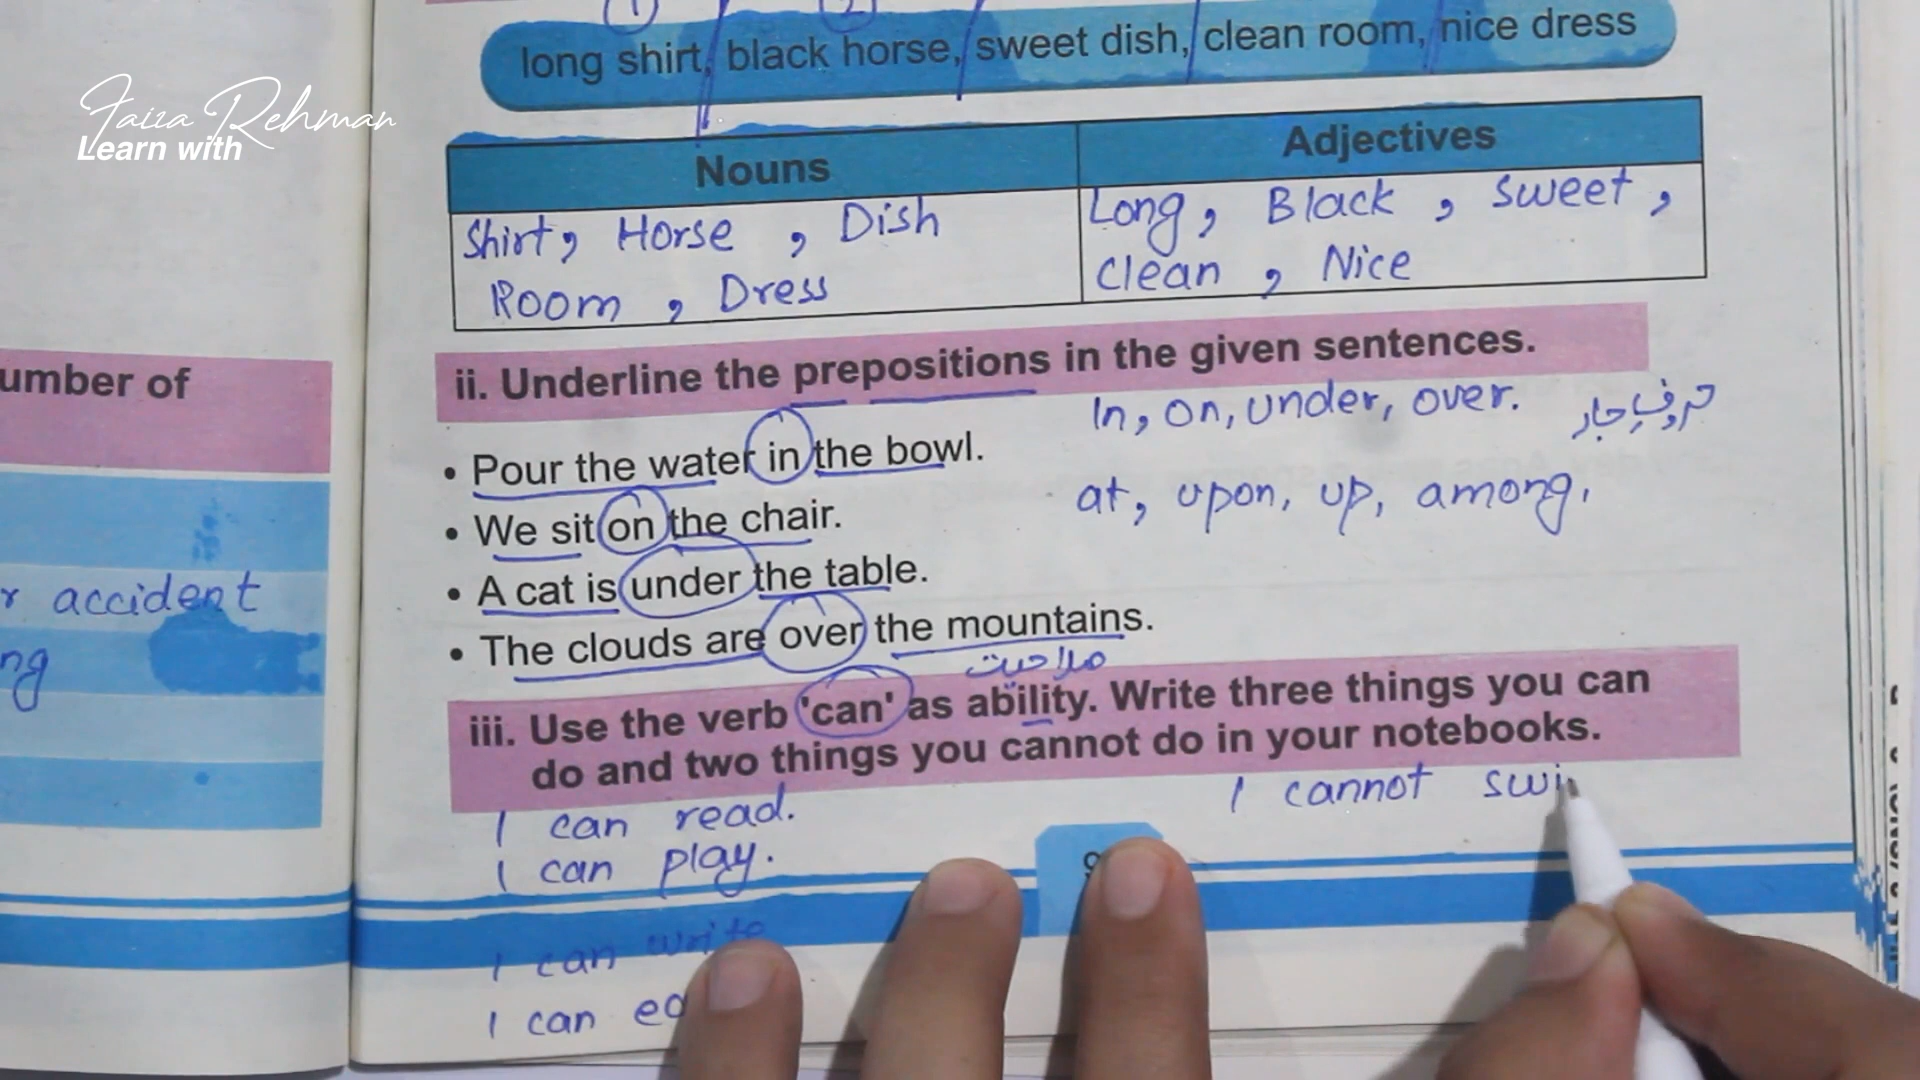 Faiza Rehman
Learn with
1 2
long shirt, black horse, sweet dish, clean room, nice dress
Nouns Adjectives
Shirt, Horse, Dish
Room, Dress
Long, Black, Sweet,
Clean, Nice
ii. Underline the prepositions in the given sentences.
In, on, under, over. حروفِ جار
at, upon, up, among,
• Pour the water in the bowl.
• We sit on the chair.
• A cat is under the table.
• The clouds are over the mountains.
صلاحیت
iii. Use the verb 'can' as ability. Write three things you can
do and two things you cannot do in your notebooks.
I can read.
I can play.
I can write
I can
I cannot swi
9
umber of
accident
ng